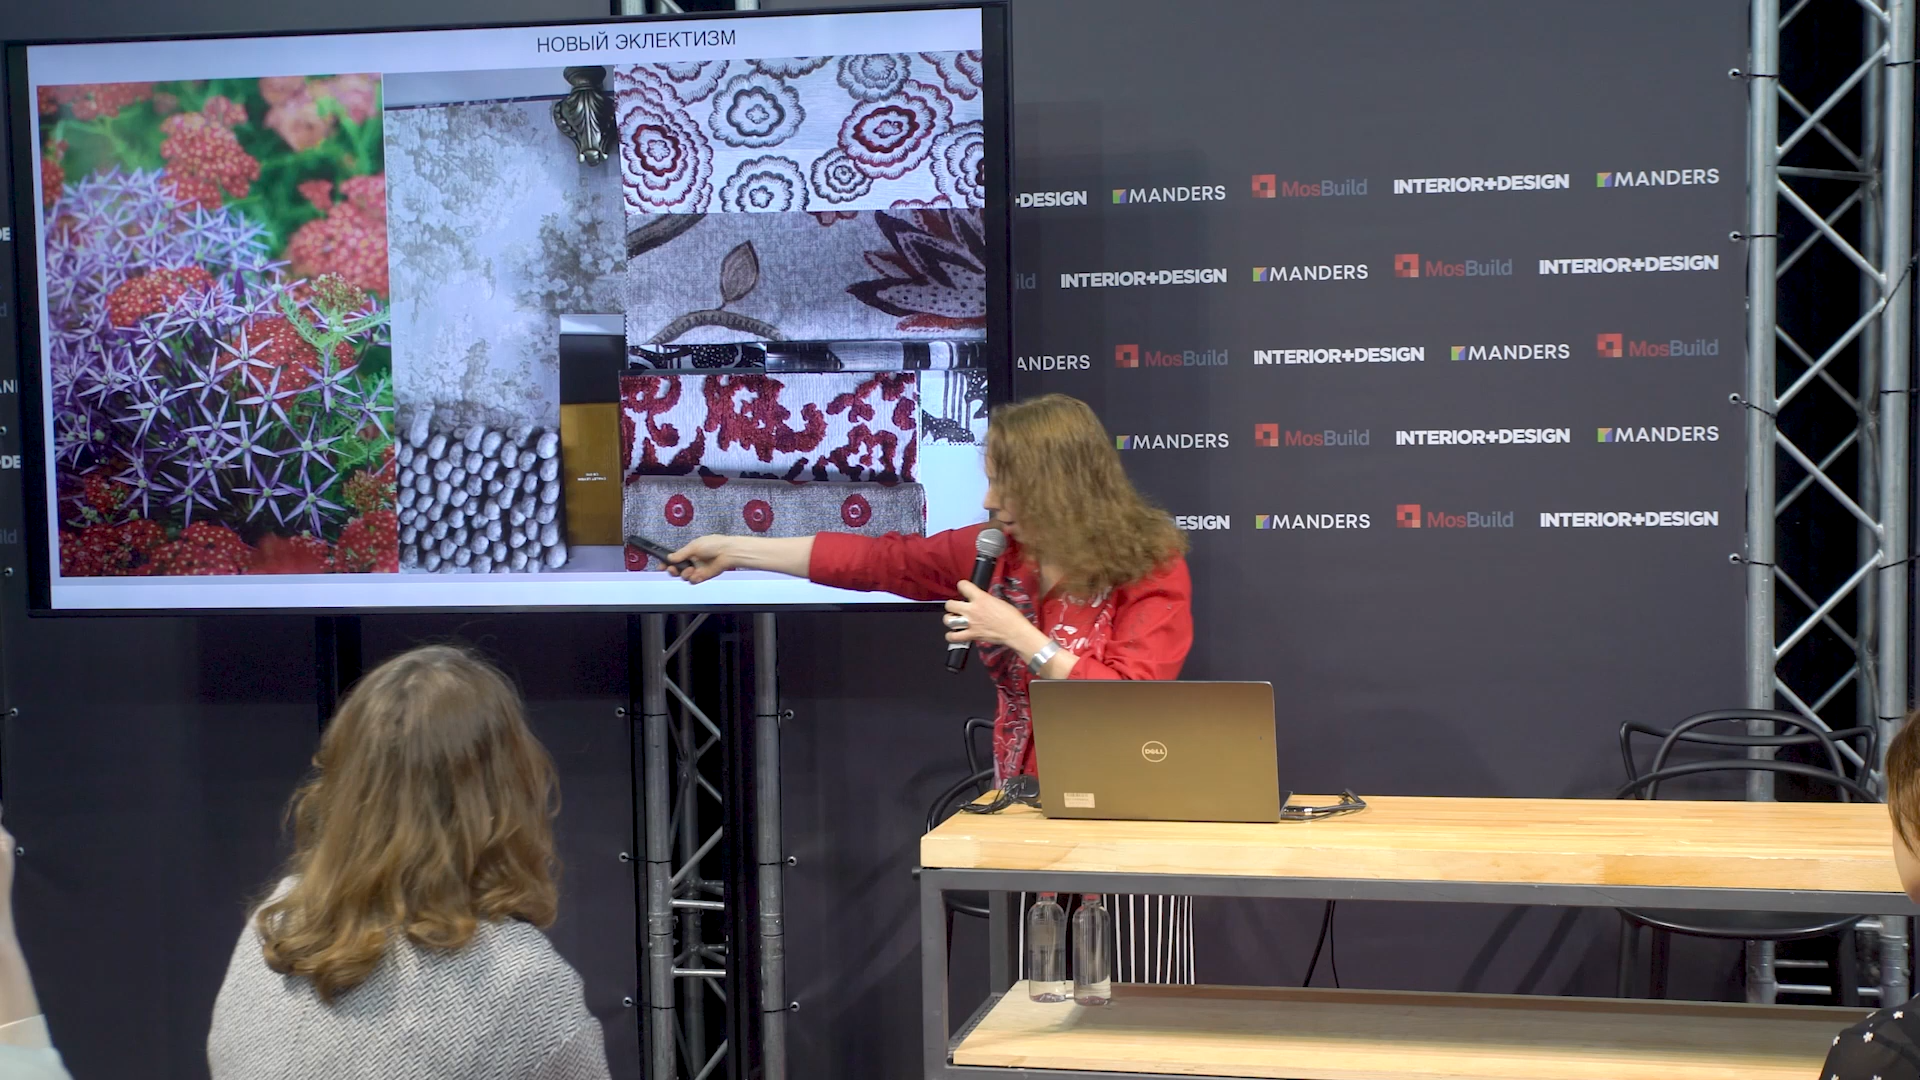 НОВЫЙ ЭКЛЕКТИЗМ
+DESIGN MANDERS MosBuild INTERIOR+DESIGN MANDERS
ild INTERIOR+DESIGN MANDERS MosBuild INTERIOR+DESIGN
ANDERS MosBuild INTERIOR+DESIGN MANDERS MosBuild
MANDERS MosBuild INTERIOR+DESIGN MANDERS
ESIGN MANDERS MosBuild INTERIOR+DESIGN
DELL